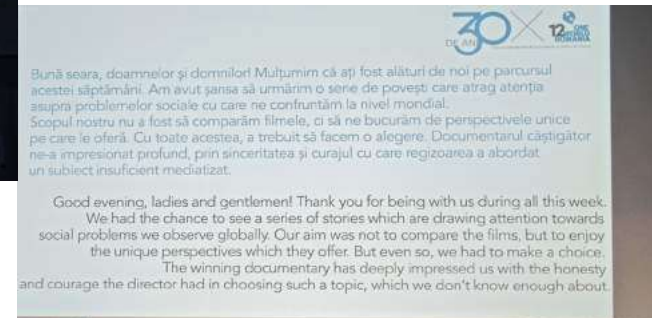 30
DE ANI
12 ONE
WORLD
ROMANIA
Bună seara, doamnelor și domnilor! Mulțumim că ați fost alături de noi pe parcursul
acestei săptămâni. Am avut șansa să urmărim o serie de povești care atrag atenția
asupra problemelor sociale cu care ne confruntăm la nivel mondial.
Scopul nostru nu a fost să comparăm filmele, ci să ne bucurăm de perspectivele unice
pe care le oferă. Cu toate acestea, a trebuit să facem o alegere. Documentarul câștigător
ne-a impresionat profund, prin sinceritatea și curajul cu care regizoarea a abordat
un subiect insuficient mediatizat.
Good evening, ladies and gentlemen! Thank you for being with us during all this week.
We had the chance to see a series of stories which are drawing attention towards
social problems we observe globally. Our aim was not to compare the films, but to enjoy
the unique perspectives which they offer. But even so, we had to make a choice.
The winning documentary has deeply impressed us with the honesty
and courage the director had in choosing such a topic, which we don't know enough about.